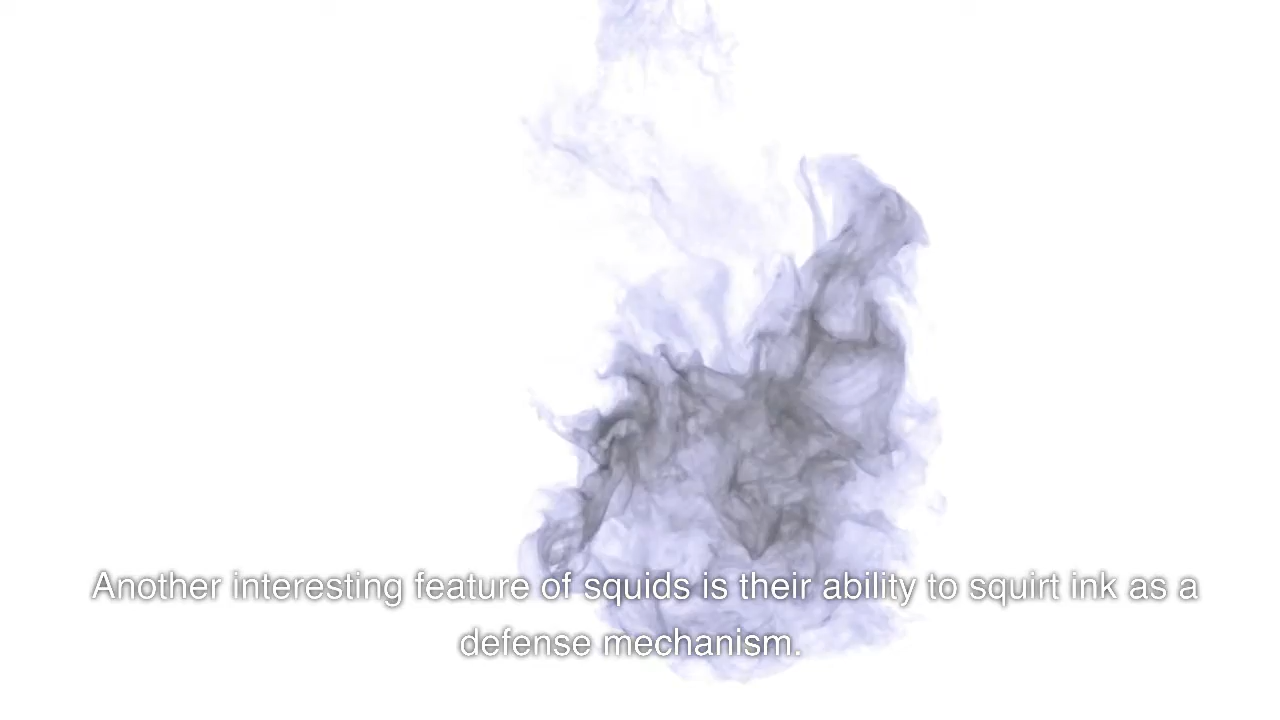 Another interesting feature of squids is their ability to squirt ink as a
defense mechanism.